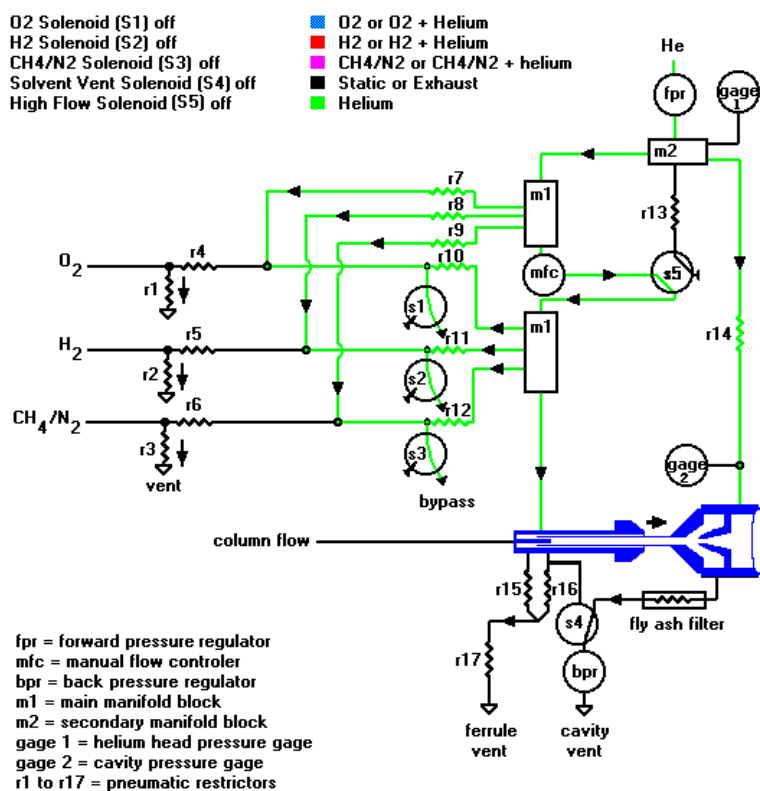 O2 Solenoid (S1) off
H2 Solenoid (S2) off
CH4/N2 Solenoid (S3) off
Solvent Vent Solenoid (S4) off
High Flow Solenoid (S5) off
O2 or O2 + Helium
H2 or H2 + Helium
CH4/N2 or CH4/N2 + helium
Static or Exhaust
Helium
He
fpr
gage 1
m2
r7
m1
r8
r13
r9
r4
r10
O2
mfc
s5
r1
s1
m1
r14
r5
r11
H2
r2
s2
r6
r12
CH4/N2
r3
s3
gage 2
vent
bypass
column flow
r15
r16
s4
fly ash filter
r17
bpr
ferrule vent
cavity vent
fpr = forward pressure regulator
mfc = manual flow controler
bpr = back pressure regulator
m1 = main manifold block
m2 = secondary manifold block
gage 1 = helium head pressure gage
gage 2 = cavity pressure gage
r1 to r17 = pneumatic restrictors